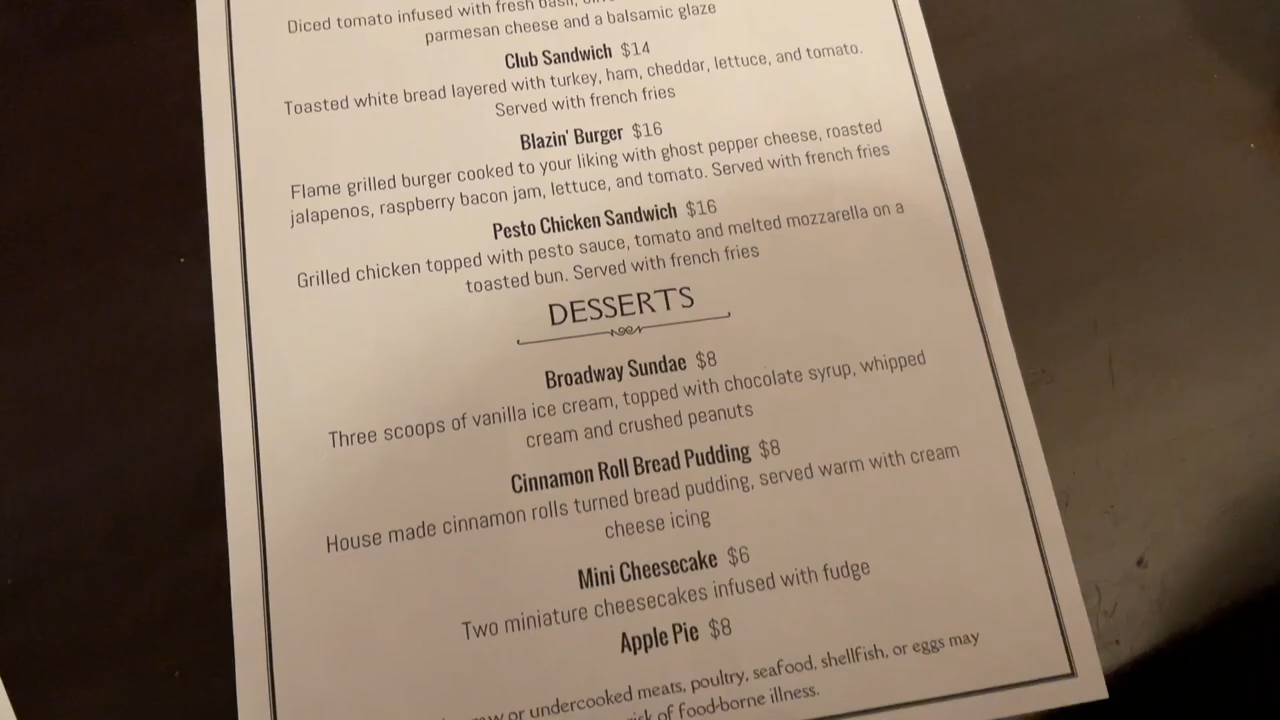 Diced tomato infused with fresh basil,
parmesan cheese and a balsamic glaze
Club Sandwich $14
Toasted white bread layered with turkey, ham, cheddar, lettuce, and tomato.
Served with french fries
Blazin' Burger $16
Flame grilled burger cooked to your liking with ghost pepper cheese, roasted
jalapenos, raspberry bacon jam, lettuce, and tomato. Served with french fries
Pesto Chicken Sandwich $16
Grilled chicken topped with pesto sauce, tomato and melted mozzarella on a
toasted bun. Served with french fries
DESSERTS
Broadway Sundae $8
Three scoops of vanilla ice cream, topped with chocolate syrup, whipped
cream and crushed peanuts
Cinnamon Roll Bread Pudding $8
House made cinnamon rolls turned bread pudding, served warm with cream
cheese icing
Mini Cheesecake $6
Two miniature cheesecakes infused with fudge
Apple Pie $8
or undercooked meats, poultry, seafood, shellfish, or eggs may
of food-borne illness.